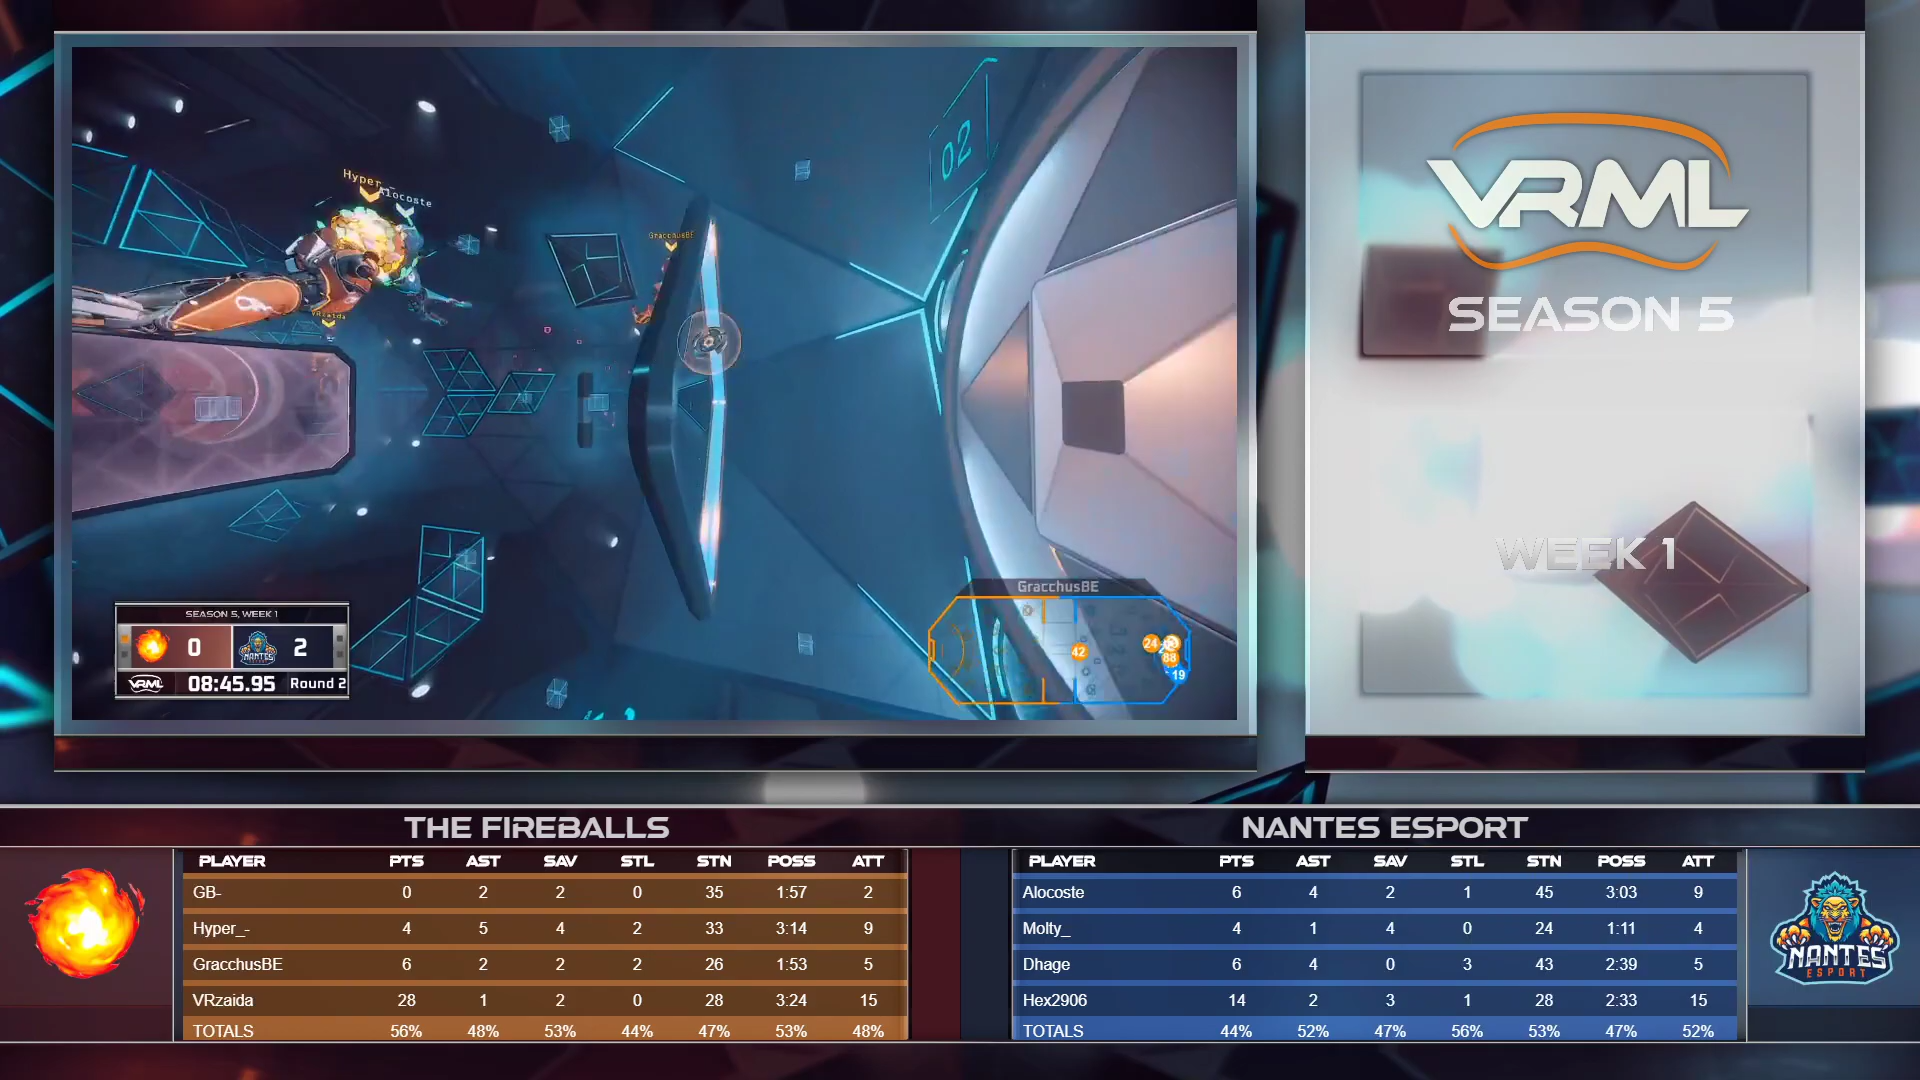 02
Hyper_-
Alocoste
GracchusBE
VRzaida
VRML
SEASON 5
WEEK 1
GracchusBE
42
24
88
19
SEASON 5, WEEK 1
0
NANTES
2
VRML
08:45.95
Round 2
THE FIREBALLS
PLAYER PTS AST SAV STL STN POSS ATT
GB- 0 2 2 0 35 1:57 2
Hyper_- 4 5 4 2 33 3:14 9
GracchusBE 6 2 2 2 26 1:53 5
VRzaida 28 1 2 0 28 3:24 15
TOTALS 56% 48% 53% 44% 47% 53% 48%
NANTES ESPORT
PLAYER PTS AST SAV STL STN POSS ATT
Alocoste 6 4 2 1 45 3:03 9
Molty_ 4 1 4 0 24 1:11 4
Dhage 6 4 0 3 43 2:39 5
Hex2906 14 2 3 1 28 2:33 15
TOTALS 44% 52% 47% 56% 53% 47% 52%
NANTES
ESPORT